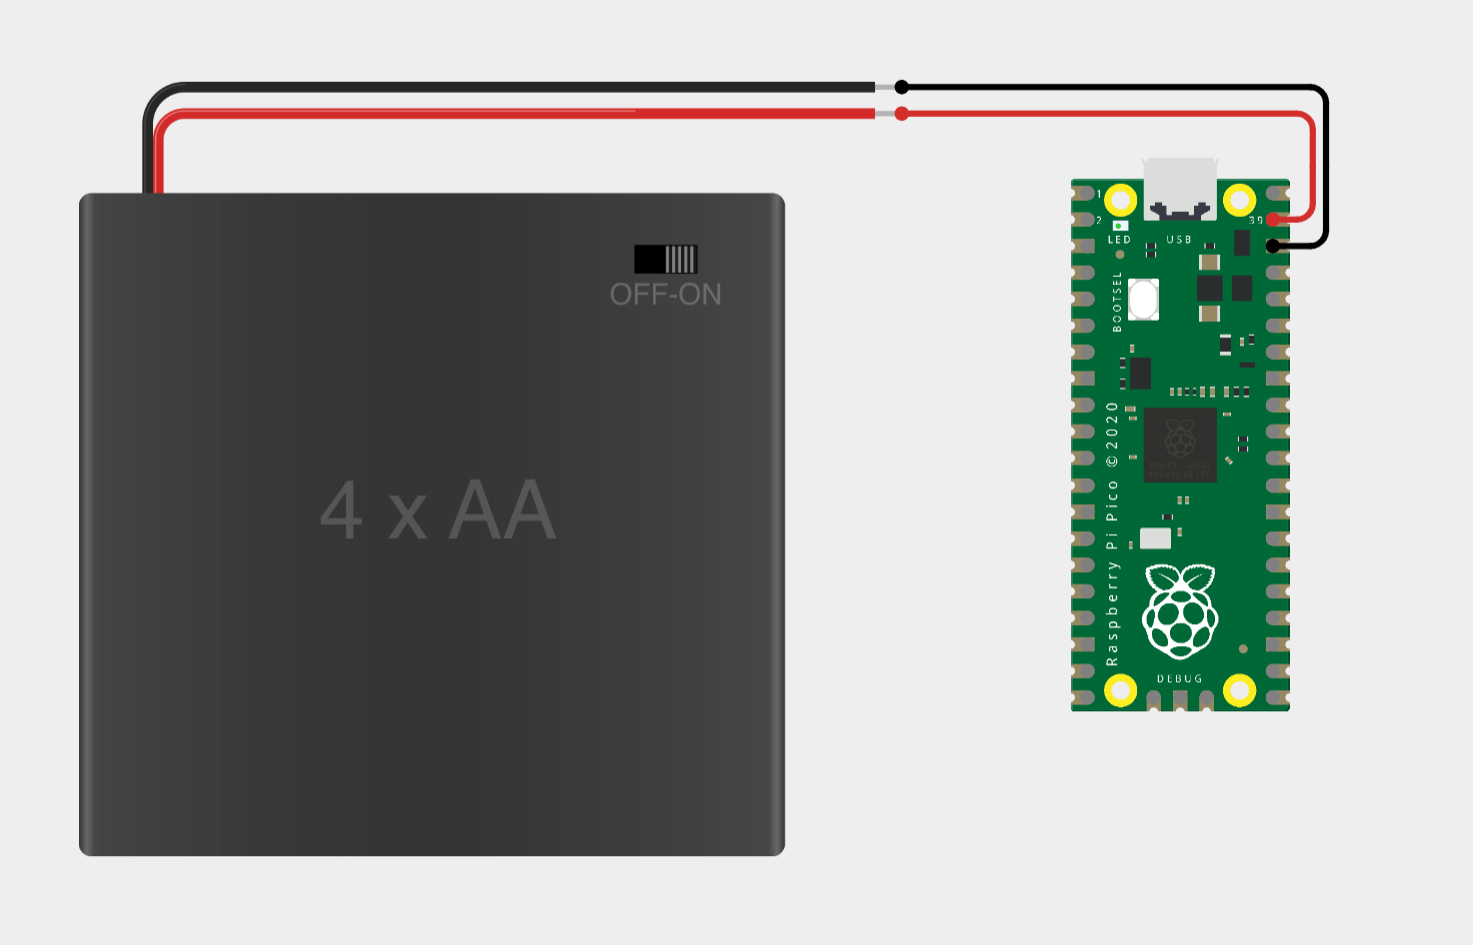 OFF-ON
4 x AA
1
2
39
LED
USB
BOOTSEL
Raspberry Pi Pico © 2020
DEBUG